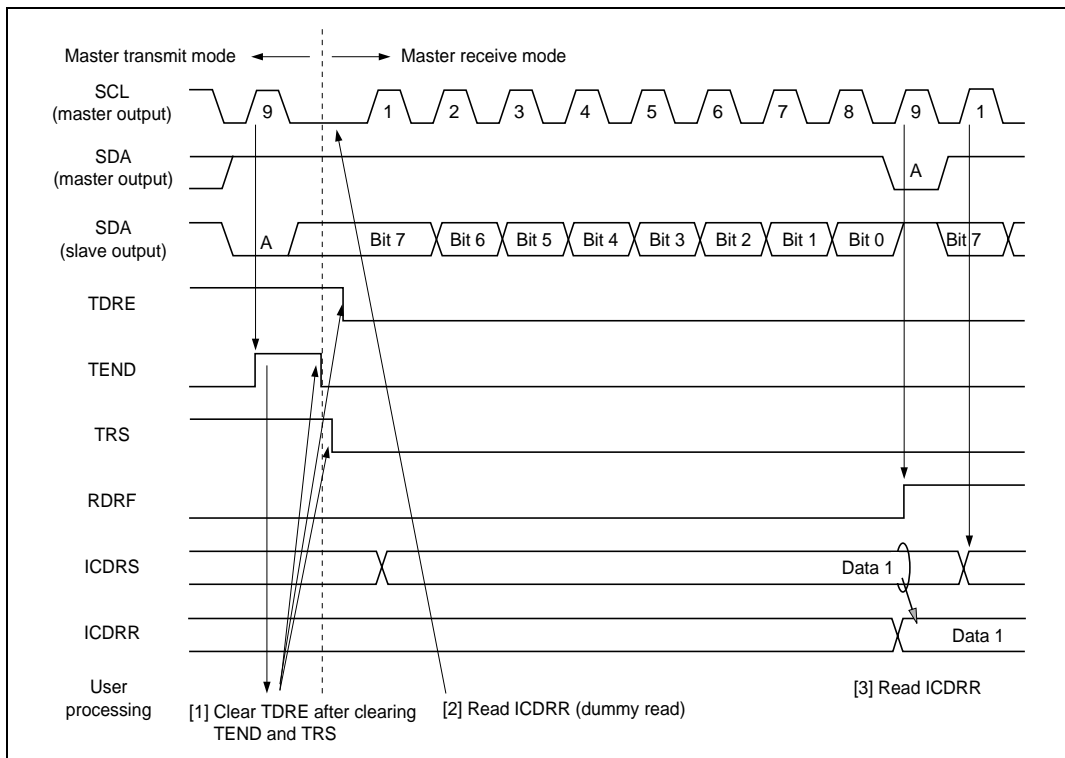 Master transmit mode Master receive mode
SCL
(master output)
9 1 2 3 4 5 6 7 8 9 1
SDA
(master output)
A
SDA
(slave output)
A Bit 7 Bit 6 Bit 5 Bit 4 Bit 3 Bit 2 Bit 1 Bit 0 Bit 7
TDRE
TEND
TRS
RDRF
ICDRS
Data 1
ICDRR
Data 1
User
processing
[1] Clear TDRE after clearing
TEND and TRS
[2] Read ICDRR (dummy read)
[3] Read ICDRR